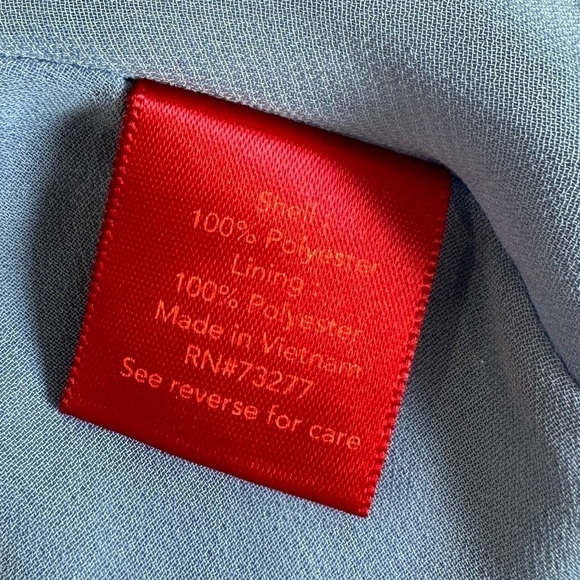 Shell :
100% Polyester
Lining :
100% Polyester
Made in Vietnam
RN#73277
See reverse for care